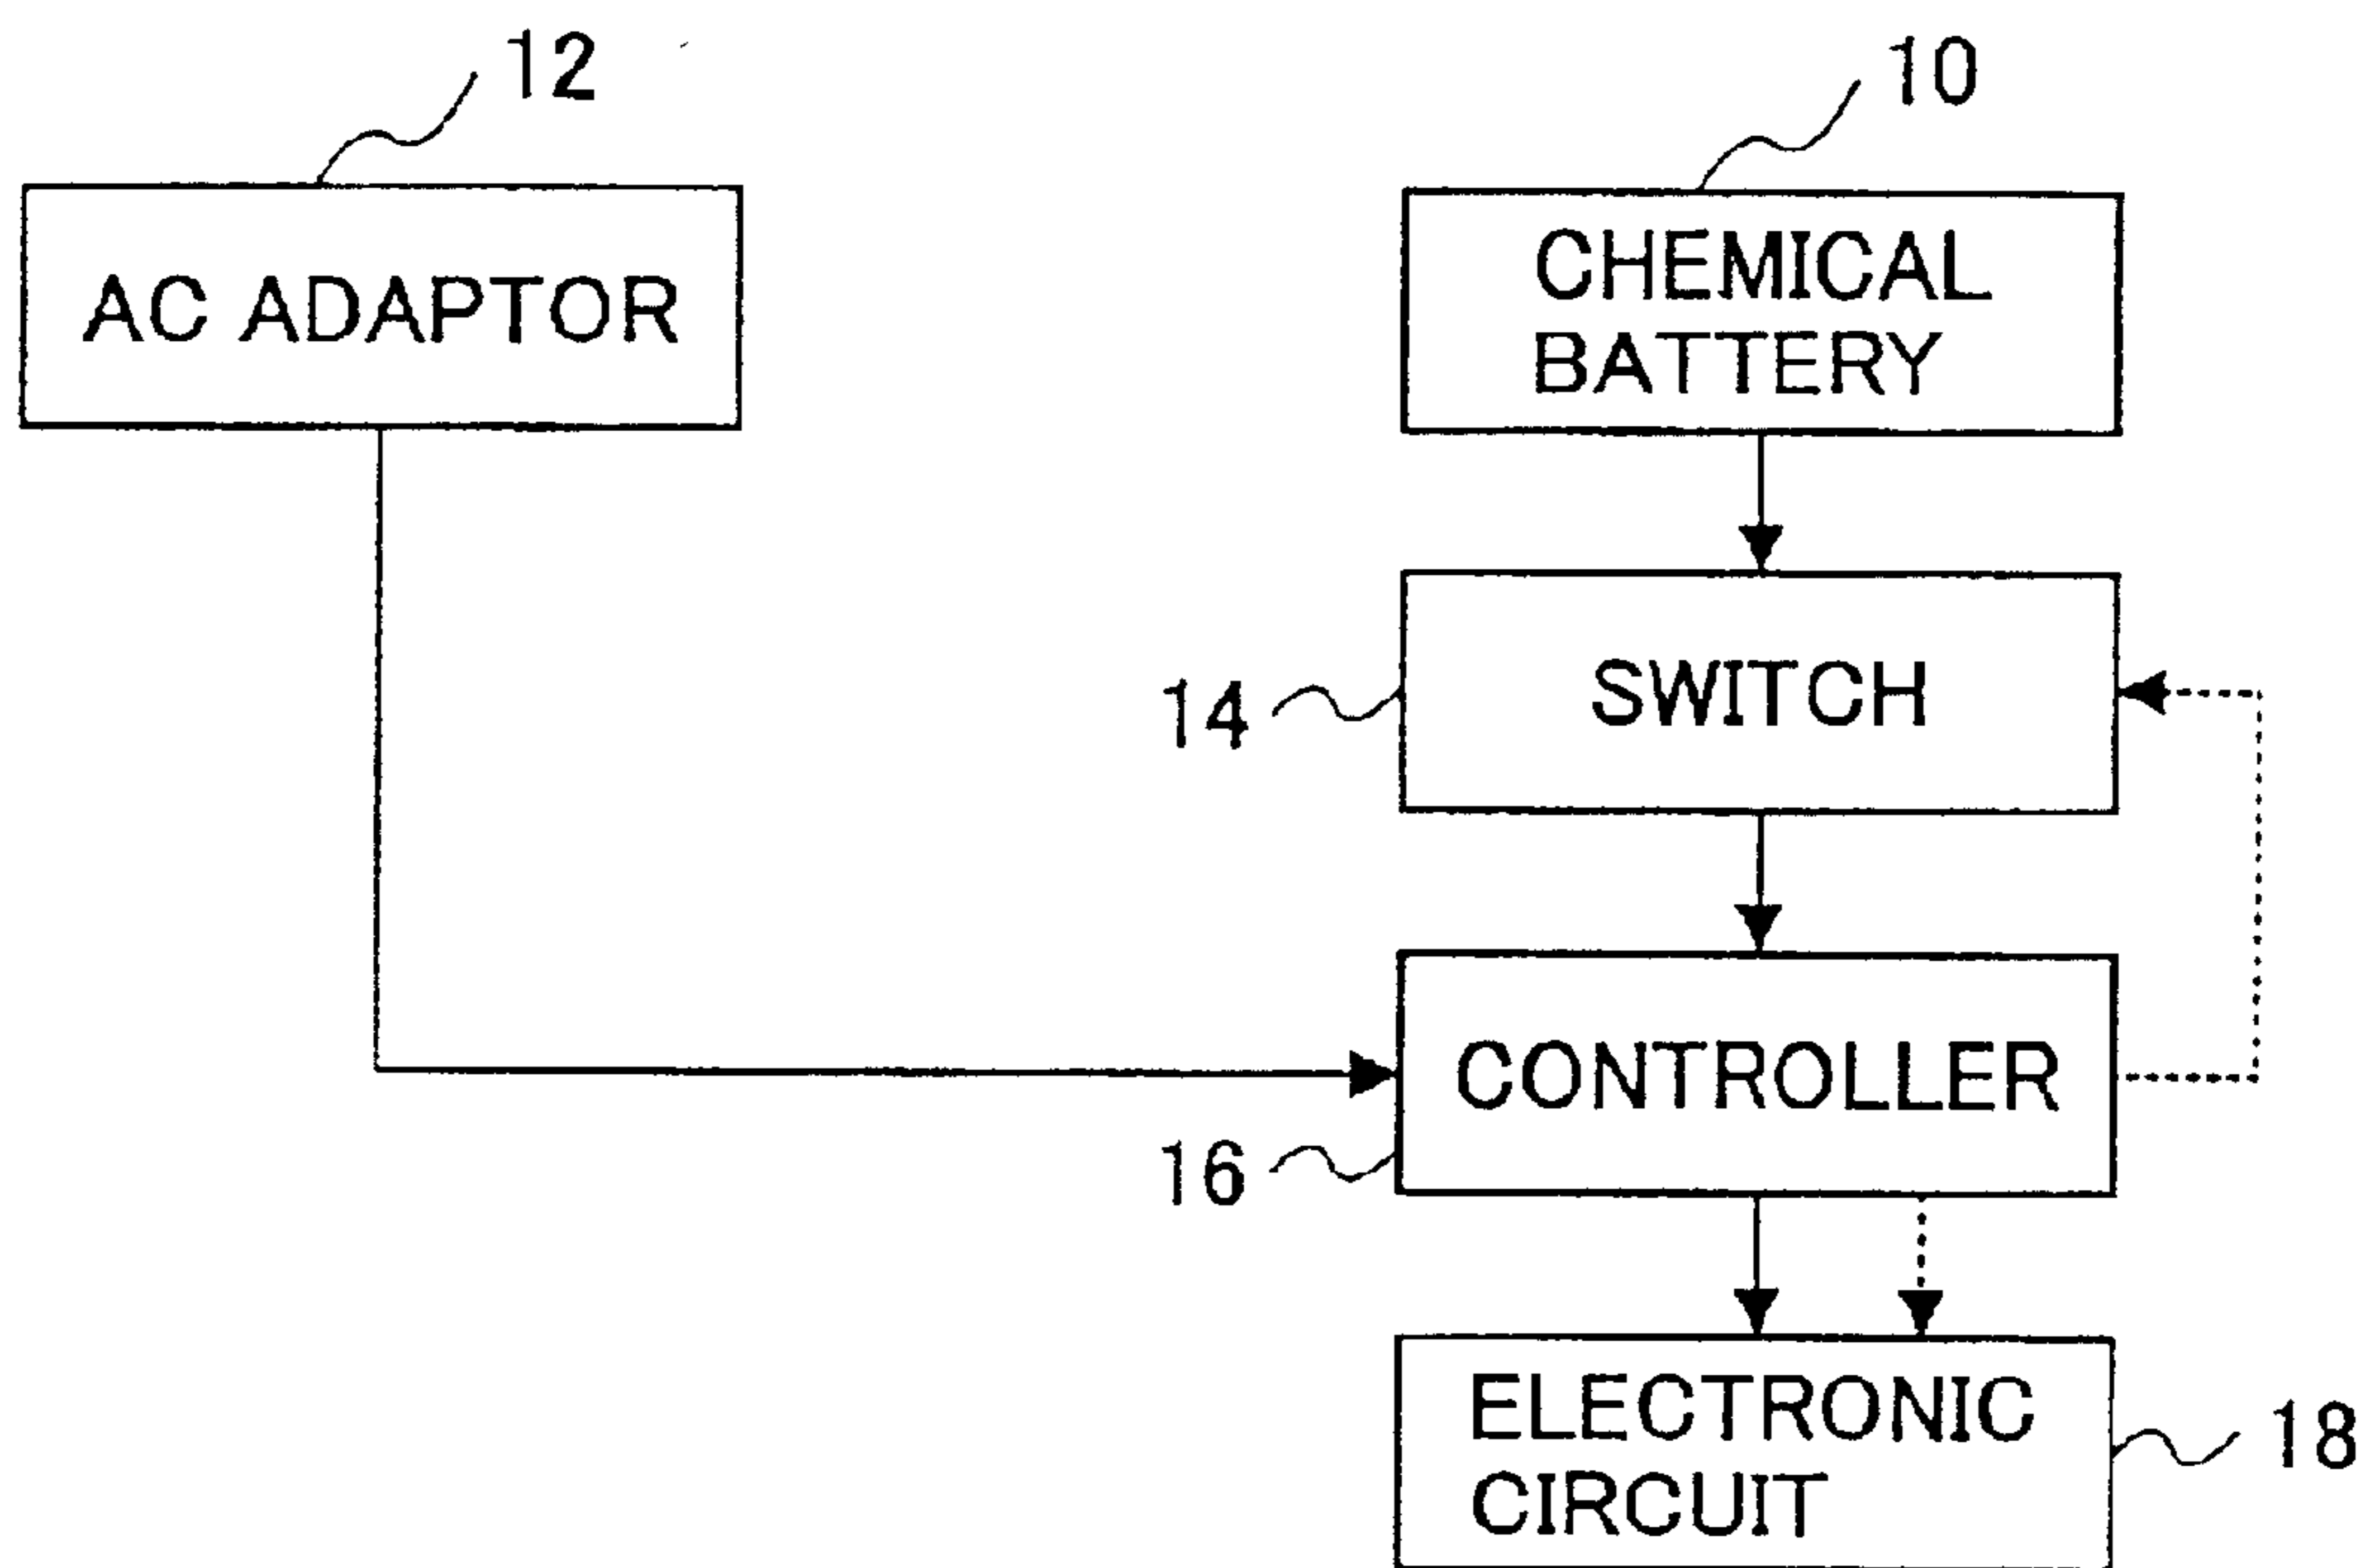 12
10
AC ADAPTOR
CHEMICAL
BATTERY
14
SWITCH
CONTROLLER
16
ELECTRONIC
CIRCUIT
18